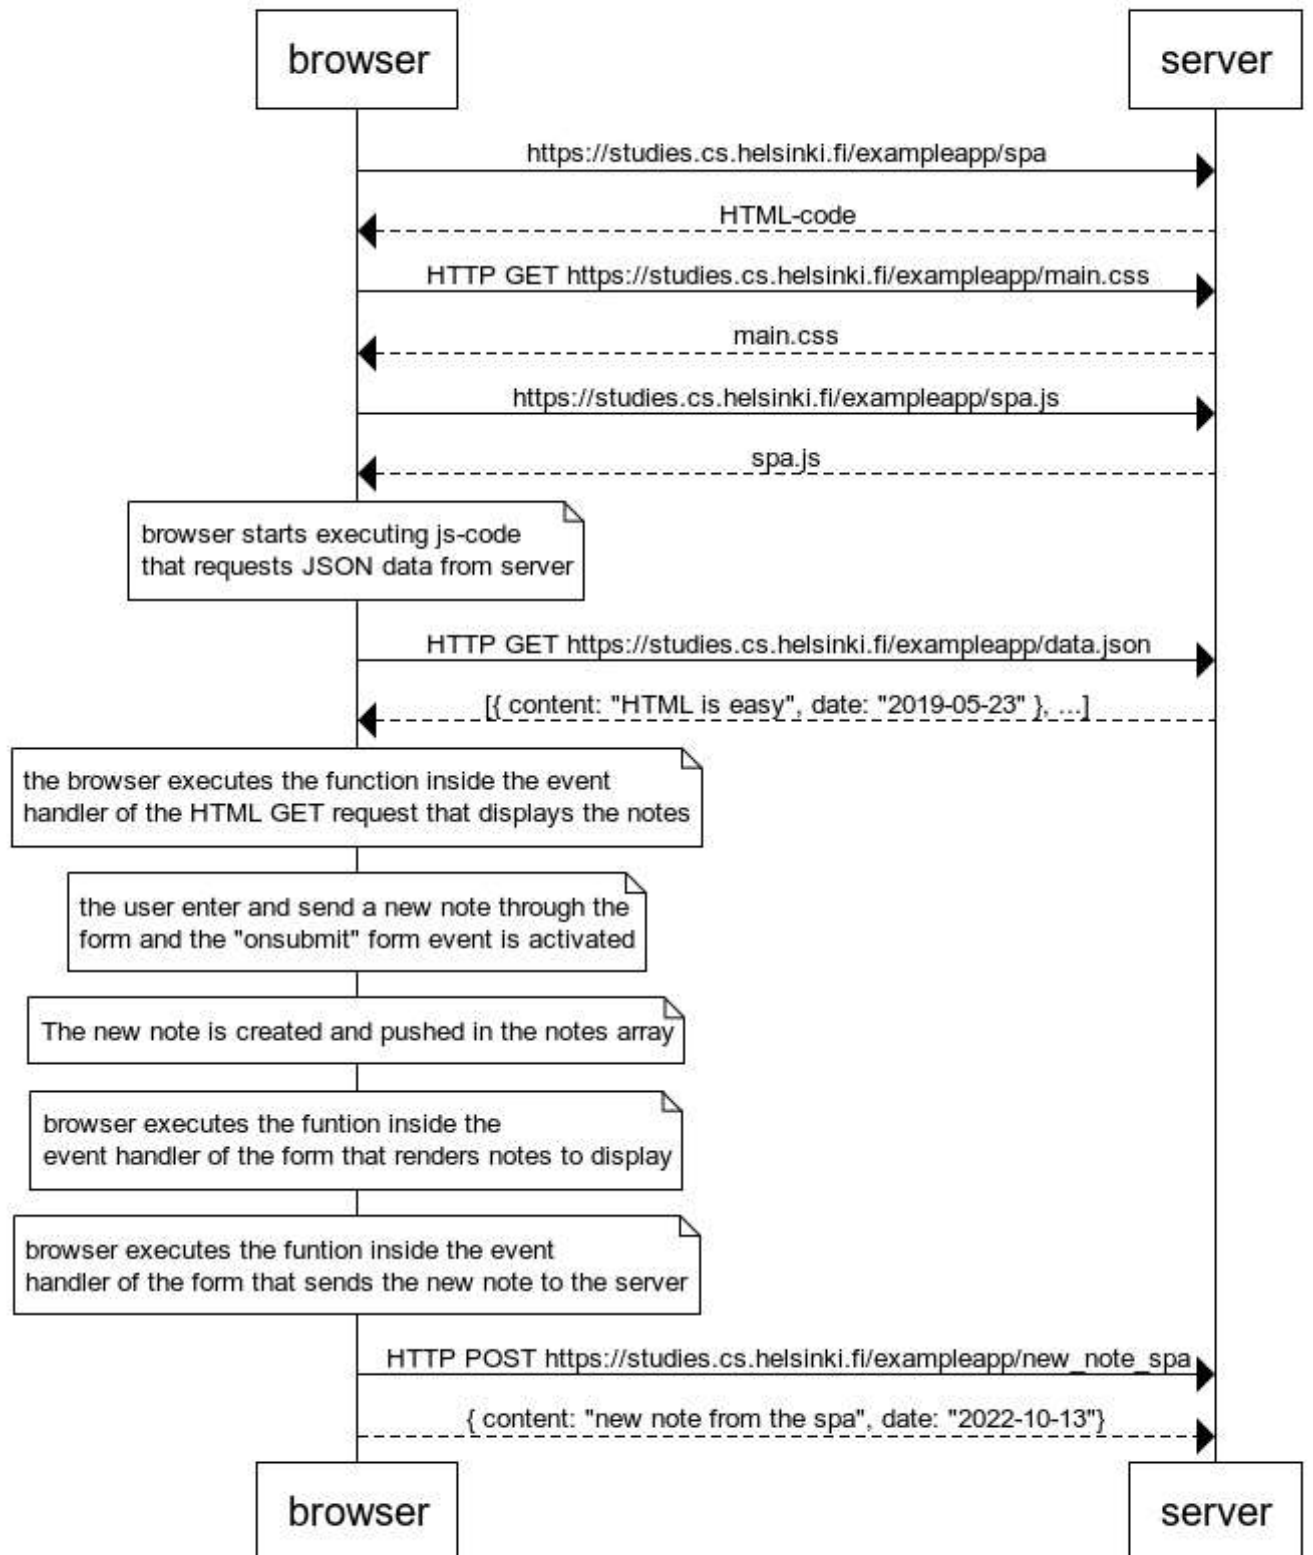 browser
server
https://studies.cs.helsinki.fi/exampleapp/spa
HTML-code
HTTP GET https://studies.cs.helsinki.fi/exampleapp/main.css
main.css
https://studies.cs.helsinki.fi/exampleapp/spa.js
spa.js
browser starts executing js-code
that requests JSON data from server
HTTP GET https://studies.cs.helsinki.fi/exampleapp/data.json
[{ content: "HTML is easy", date: "2019-05-23" }, ...]
the browser executes the function inside the event
handler of the HTML GET request that displays the notes
the user enter and send a new note through the
form and the "onsubmit" form event is activated
The new note is created and pushed in the notes array
browser executes the funtion inside the
event handler of the form that renders notes to display
browser executes the funtion inside the event
handler of the form that sends the new note to the server
HTTP POST https://studies.cs.helsinki.fi/exampleapp/new_note_spa
{ content: "new note from the spa", date: "2022-10-13"}
browser
server